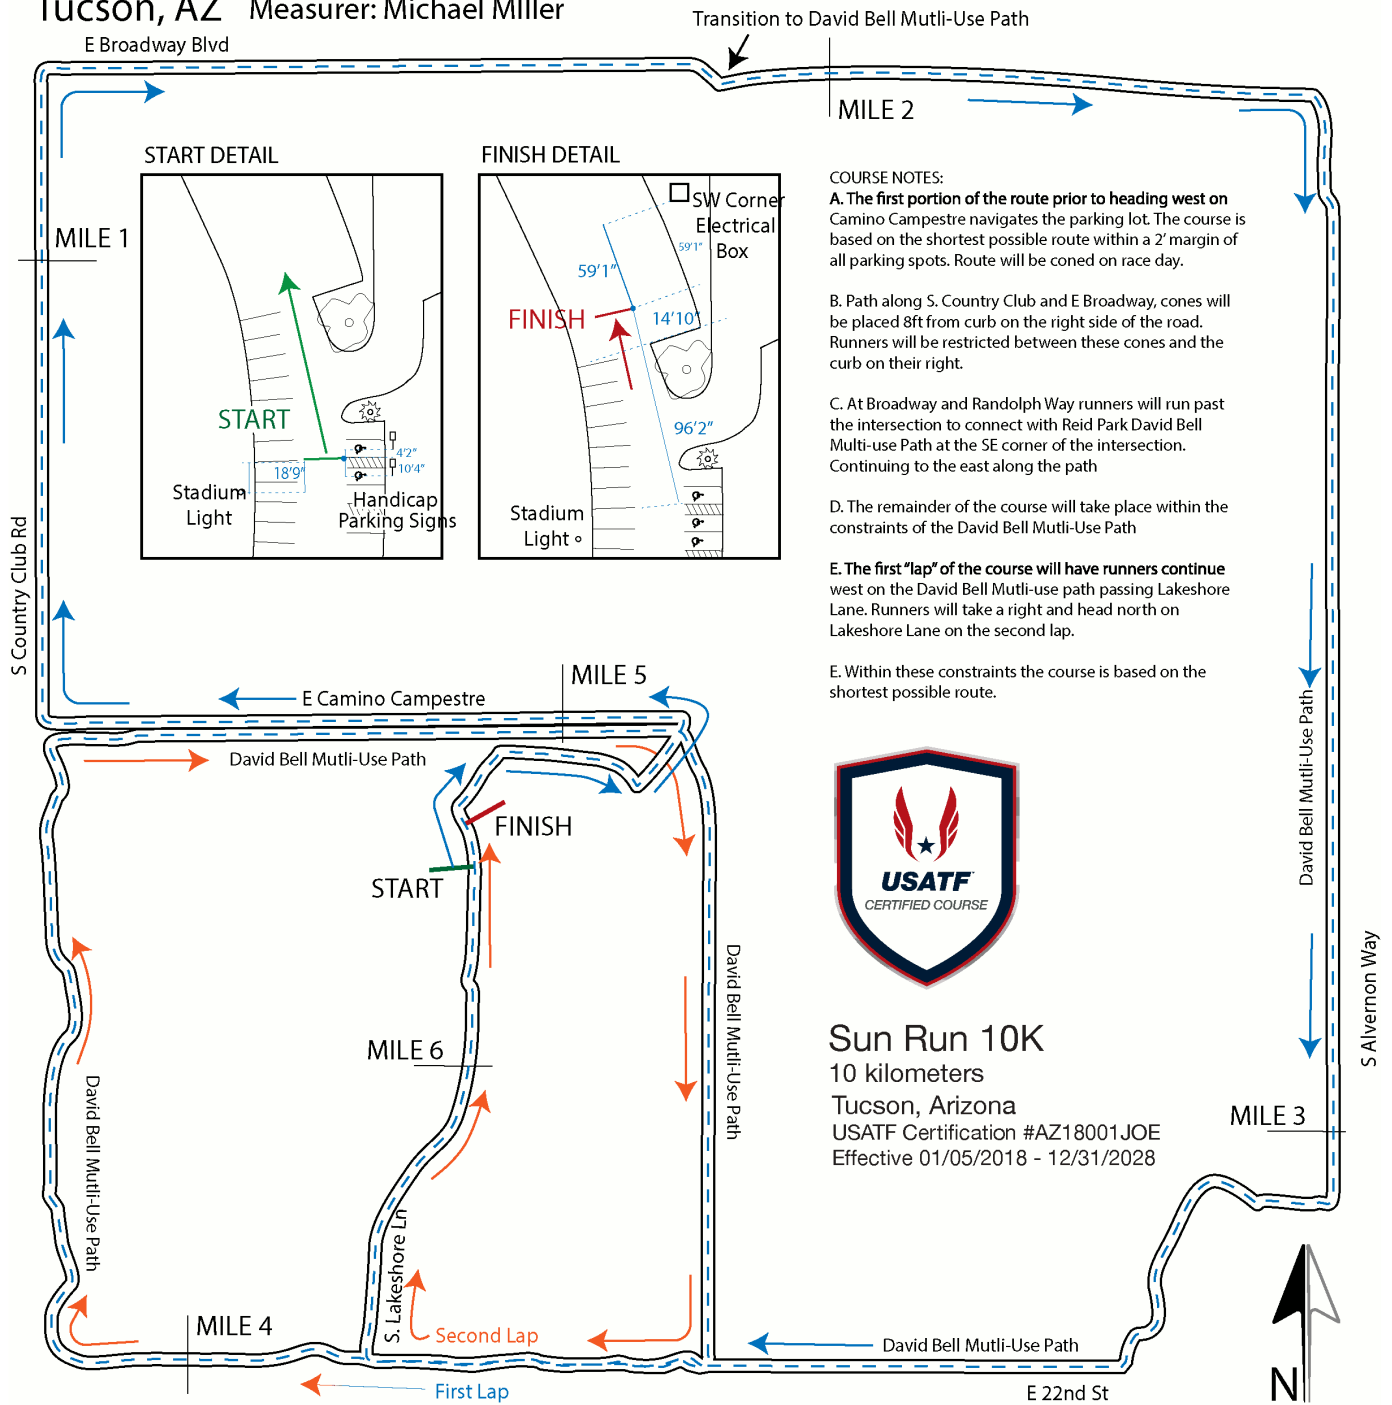 Tucson, AZ Measurer: Michael Miller
Transition to David Bell Mutli-Use Path
E Broadway Blvd
MILE 2
START DETAIL
FINISH DETAIL
MILE 1
START
18'9"
4'2"
10'4"
Stadium
Light
Handicap
Parking Signs
SW Corner
Electrical
Box
59'1"
59'1"
FINISH
14'10"
96'2"
Stadium
Light
COURSE NOTES:
A. The first portion of the route prior to heading west on
Camino Campestre navigates the parking lot. The course is
based on the shortest possible route within a 2' margin of
all parking spots. Route will be coned on race day.
B. Path along S. Country Club and E Broadway, cones will
be placed 8ft from curb on the right side of the road.
Runners will be restricted between these cones and the
curb on their right.
C. At Broadway and Randolph Way runners will run past
the intersection to connect with Reid Park David Bell
Multi-use Path at the SE corner of the intersection.
Continuing to the east along the path
D. The remainder of the course will take place within the
constraints of the David Bell Mutli-Use Path
E. The first "lap" of the course will have runners continue
west on the David Bell Mutli-use path passing Lakeshore
Lane. Runners will take a right and head north on
Lakeshore Lane on the second lap.
E. Within these constraints the course is based on the
shortest possible route.
S Country Club Rd
MILE 5
E Camino Campestre
David Bell Mutli-Use Path
FINISH
START
David Bell Mutli-Use Path
David Bell Mutli-Use Path
S Alvernon Way
USATF
CERTIFIED COURSE
MILE 6
David Bell Mutli-Use Path
Sun Run 10K
10 kilometers
Tucson, Arizona
USATF Certification #AZ18001JOE
Effective 01/05/2018 - 12/31/2028
MILE 3
S. Lakeshore Ln
MILE 4
Second Lap
David Bell Mutli-Use Path
First Lap
E 22nd St
N